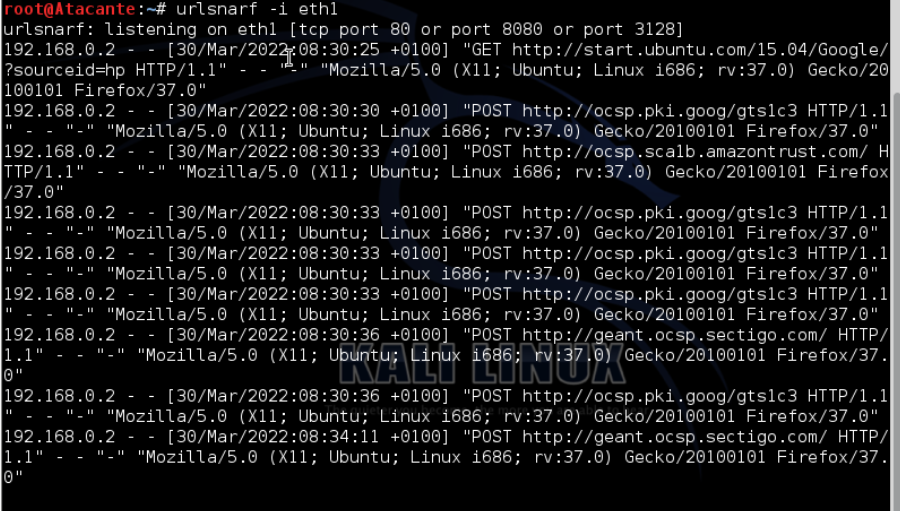 root@Atacante:~# urlsnarf -i eth1
urlsnarf: listening on eth1 [tcp port 80 or port 8080 or port 3128]
192.168.0.2 - - [30/Mar/2022:08:30:25 +0100] "GET http://start.ubuntu.com/15.04/Google/
?sourceid=hp HTTP/1.1" - - "-" "Mozilla/5.0 (X11; Ubuntu; Linux i686; rv:37.0) Gecko/20
100101 Firefox/37.0"
192.168.0.2 - - [30/Mar/2022:08:30:30 +0100] "POST http://ocsp.pki.goog/gts1c3 HTTP/1.1
" - - "-" "Mozilla/5.0 (X11; Ubuntu; Linux i686; rv:37.0) Gecko/20100101 Firefox/37.0"
192.168.0.2 - - [30/Mar/2022:08:30:33 +0100] "POST http://ocsp.sca1b.amazontrust.com/ H
TTP/1.1" - - "-" "Mozilla/5.0 (X11; Ubuntu; Linux i686; rv:37.0) Gecko/20100101 Firefox
/37.0"
192.168.0.2 - - [30/Mar/2022:08:30:33 +0100] "POST http://ocsp.pki.goog/gts1c3 HTTP/1.1
" - - "-" "Mozilla/5.0 (X11; Ubuntu; Linux i686; rv:37.0) Gecko/20100101 Firefox/37.0"
192.168.0.2 - - [30/Mar/2022:08:30:33 +0100] "POST http://ocsp.pki.goog/gts1c3 HTTP/1.1
" - - "-" "Mozilla/5.0 (X11; Ubuntu; Linux i686; rv:37.0) Gecko/20100101 Firefox/37.0"
192.168.0.2 - - [30/Mar/2022:08:30:33 +0100] "POST http://ocsp.pki.goog/gts1c3 HTTP/1.1
" - - "-" "Mozilla/5.0 (X11; Ubuntu; Linux i686; rv:37.0) Gecko/20100101 Firefox/37.0"
192.168.0.2 - - [30/Mar/2022:08:30:36 +0100] "POST http://geant.ocsp.sectigo.com/ HTTP/
1.1" - - "-" "Mozilla/5.0 (X11; Ubuntu; Linux i686; rv:37.0) Gecko/20100101 Firefox/37.
0"
KALI LINUX
192.168.0.2 - - [30/Mar/2022:08:30:36 +0100] "POST http://ocsp.pki.goog/gts1c3 HTTP/1.1
" - - "-" "Mozilla/5.0 (X11; Ubuntu; Linux i686; rv:37.0) Gecko/20100101 Firefox/37.0"
192.168.0.2 - - [30/Mar/2022:08:34:11 +0100] "POST http://geant.ocsp.sectigo.com/ HTTP/
1.1" - - "-" "Mozilla/5.0 (X11; Ubuntu; Linux i686; rv:37.0) Gecko/20100101 Firefox/37.
0"